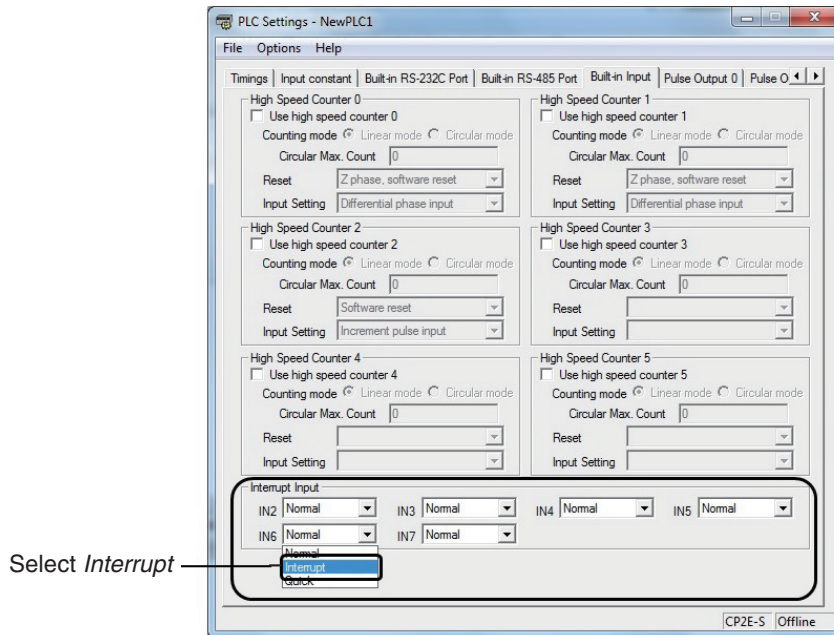 PLC Settings - NewPLC1
File Options Help
Timings Input constant Built-in RS-232C Port Built-in RS-485 Port Built-in Input Pulse Output 0 Pulse O
High Speed Counter 0
Use high speed counter 0
Counting mode Linear mode Circular mode
Circular Max. Count 0
Reset Z phase, software reset
Input Setting Differential phase input
High Speed Counter 1
Use high speed counter 1
Counting mode Linear mode Circular mode
Circular Max. Count 0
Reset Z phase, software reset
Input Setting Differential phase input
High Speed Counter 2
Use high speed counter 2
Counting mode Linear mode Circular mode
Circular Max. Count 0
Reset Software reset
Input Setting Increment pulse input
High Speed Counter 3
Use high speed counter 3
Counting mode Linear mode Circular mode
Circular Max. Count 0
Reset
Input Setting
High Speed Counter 4
Use high speed counter 4
Counting mode Linear mode Circular mode
Circular Max. Count 0
Reset
Input Setting
High Speed Counter 5
Use high speed counter 5
Counting mode Linear mode Circular mode
Circular Max. Count 0
Reset
Input Setting
Interrupt Input
IN2 Normal IN3 Normal IN4 Normal IN5 Normal
IN6 Normal IN7 Normal
Normal
Interrupt
Quick
Select Interrupt
CP2E-S Offline